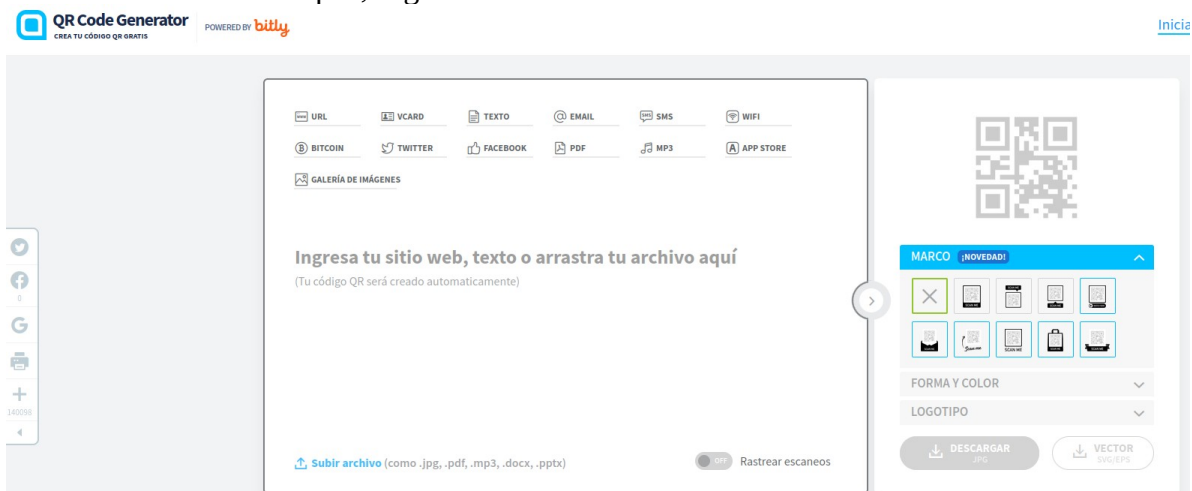 QR Code Generator
CREA TU CÓDIGO QR GRATIS
POWERED BY bitly
Inicia
URL VCARD TEXTO EMAIL SMS WIFI
BITCOIN TWITTER FACEBOOK PDF MP3 APP STORE
GALERÍA DE IMÁGENES
Ingresa tu sitio web, texto o arrastra tu archivo aquí
(Tu código QR será creado automaticamente)
0
140058
Subir archivo (como .jpg, .pdf, .mp3, .docx, .pptx)
OFF Rastrear escaneos
MARCO ¡NOVEDAD!
SCAN ME
FORMA Y COLOR
LOGOTIPO
DESCARGAR
JPG
VECTOR
SVG/EPS